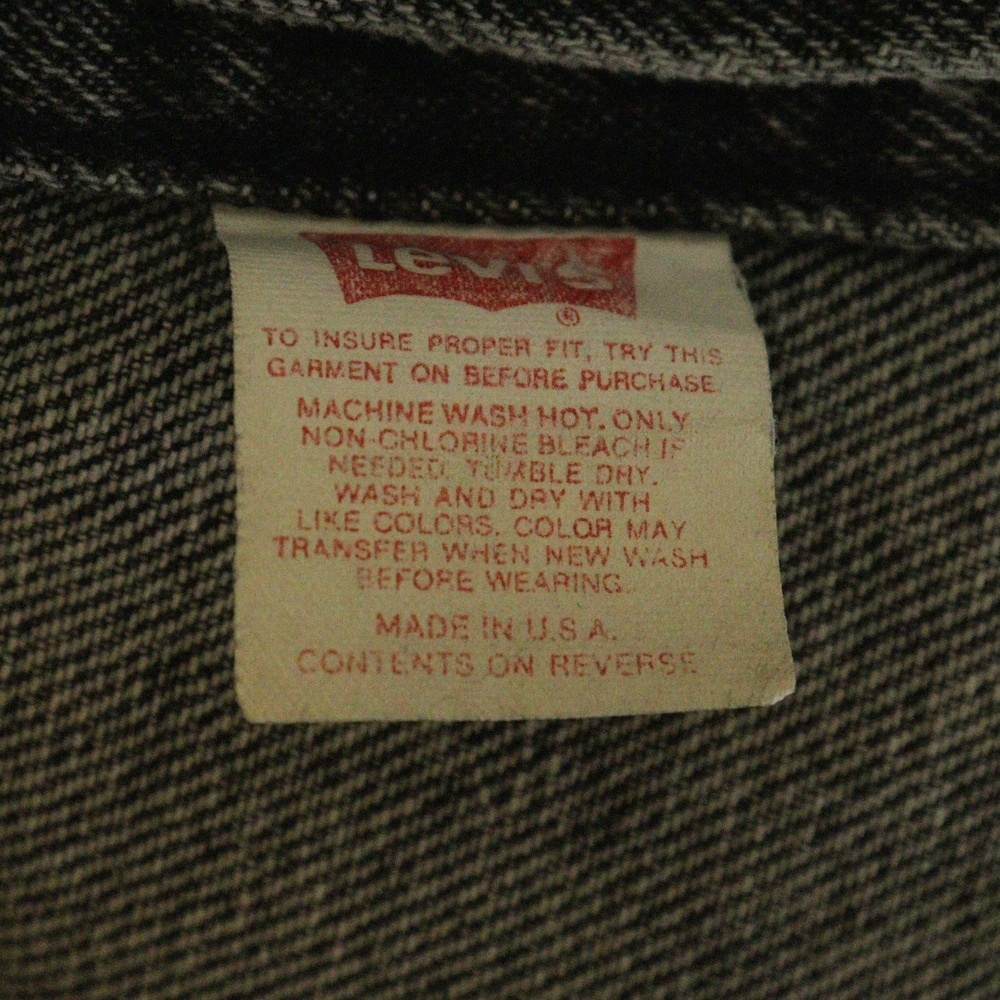 Levi's
®
TO INSURE PROPER FIT, TRY THIS
GARMENT ON BEFORE PURCHASE
MACHINE WASH HOT. ONLY
NON-CHLORINE BLEACH IF
NEEDED. TUMBLE DRY.
WASH AND DRY WITH
LIKE COLORS. COLOR MAY
TRANSFER WHEN NEW WASH
BEFORE WEARING.
MADE IN U.S.A.
CONTENTS ON REVERSE